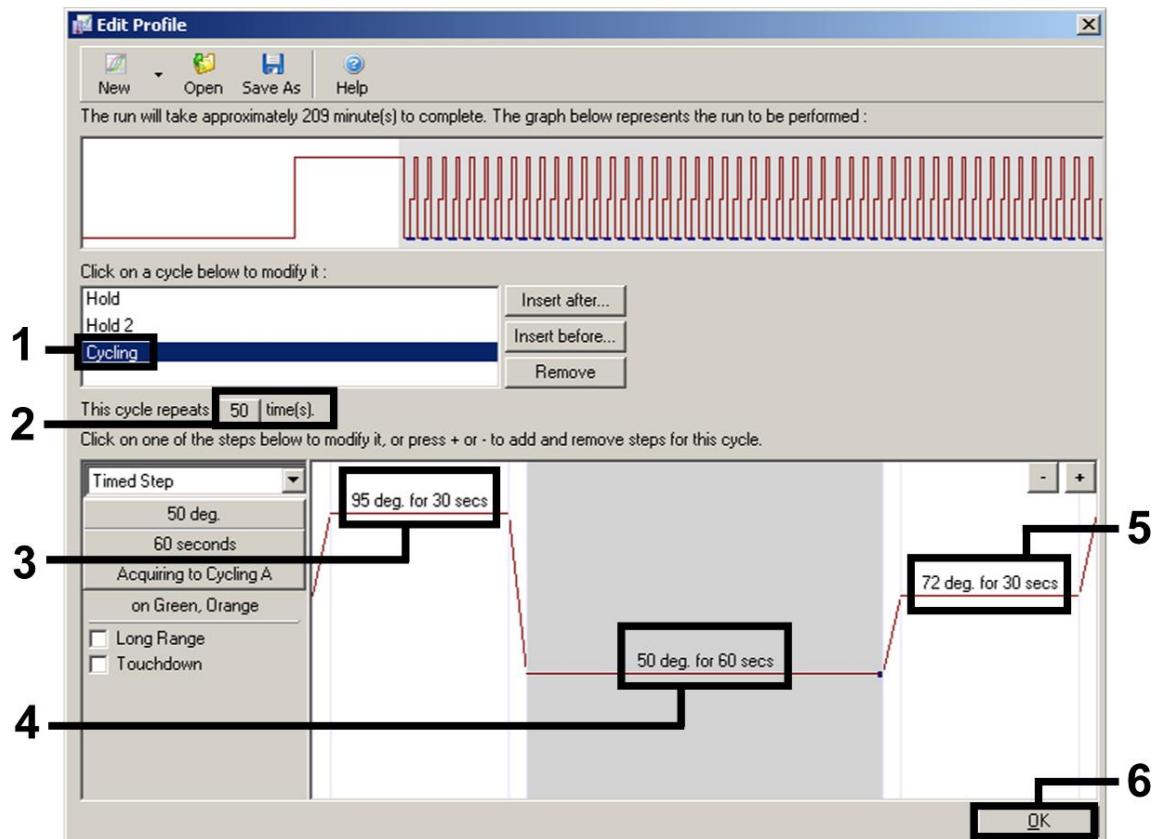 Edit Profile
New Open Save As Help
The run will take approximately 209 minute(s) to complete. The graph below represents the run to be performed :
Click on a cycle below to modify it :
Hold
Hold 2
Cycling
Insert after...
Insert before...
Remove
1
This cycle repeats 50 time(s).
2
Click on one of the steps below to modify it, or press + or - to add and remove steps for this cycle.
Timed Step
50 deg.
60 seconds
Acquiring to Cycling A
on Green, Orange
Long Range
Touchdown
95 deg. for 30 secs
3
50 deg. for 60 secs
4
- +
72 deg. for 30 secs
5
OK
6